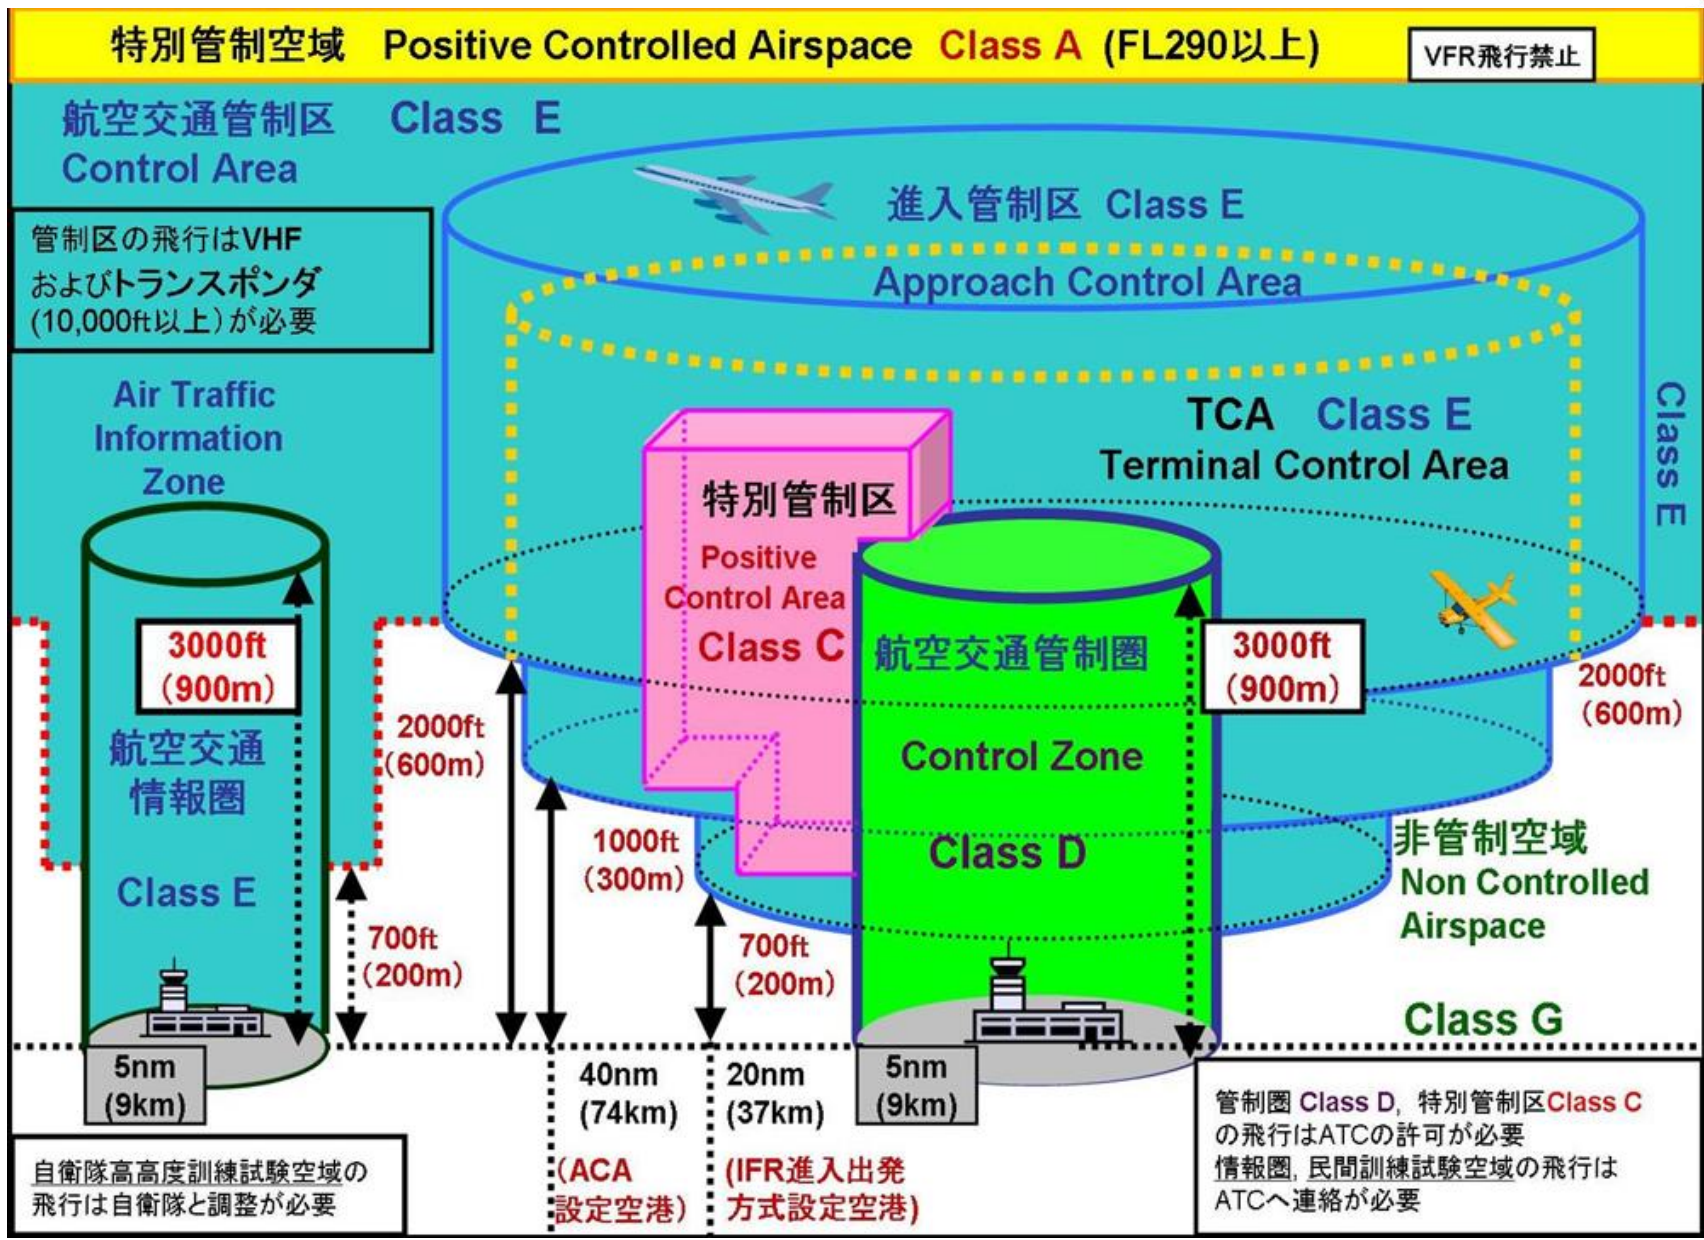 特別管制空域 Positive Controlled Airspace Class A (FL290以上)
VFR飛行禁止
航空交通管制区 Class E
Control Area
管制区の飛行はVHF
およびトランスポンダ
(10,000ft以上)が必要
進入管制区 Class E
Approach Control Area
TCA Class E
Terminal Control Area
Class E
Air Traffic
Information
Zone
3000ft
(900m)
航空交通
情報圏
Class E
特別管制区
Positive
Control Area
Class C
航空交通管制圏
Control Zone
Class D
3000ft
(900m)
2000ft
(600m)
2000ft
(600m)
1000ft
(300m)
700ft
(200m)
700ft
(200m)
非管制空域
Non Controlled
Airspace
Class G
5nm
(9km)
40nm
(74km)
(ACA
設定空港)
20nm
(37km)
(IFR進入出発
方式設定空港)
5nm
(9km)
自衛隊高高度訓練試験空域の
飛行は自衛隊と調整が必要
管制圏 Class D, 特別管制区Class C
の飛行はATCの許可が必要
情報圏, 民間訓練試験空域の飛行は
ATCへ連絡が必要